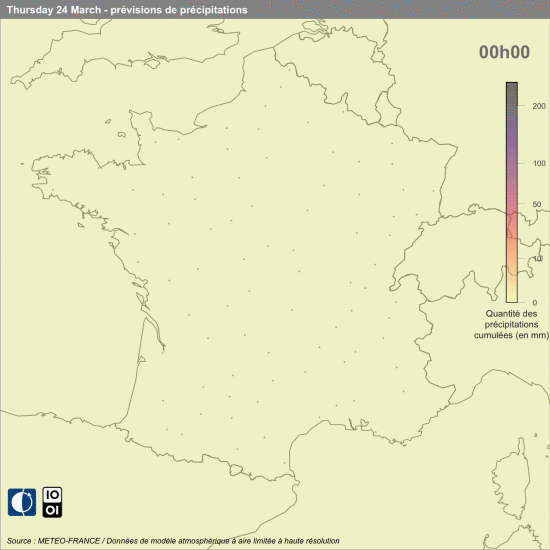 Thursday 24 March - prévisions de précipitations
00h00
200
100
50
10
0
Quantité des
précipitations
cumulées (en mm)
IO
OI
Source : METEO-FRANCE / Données de modèle atmosphérique à aire limitée à haute résolution